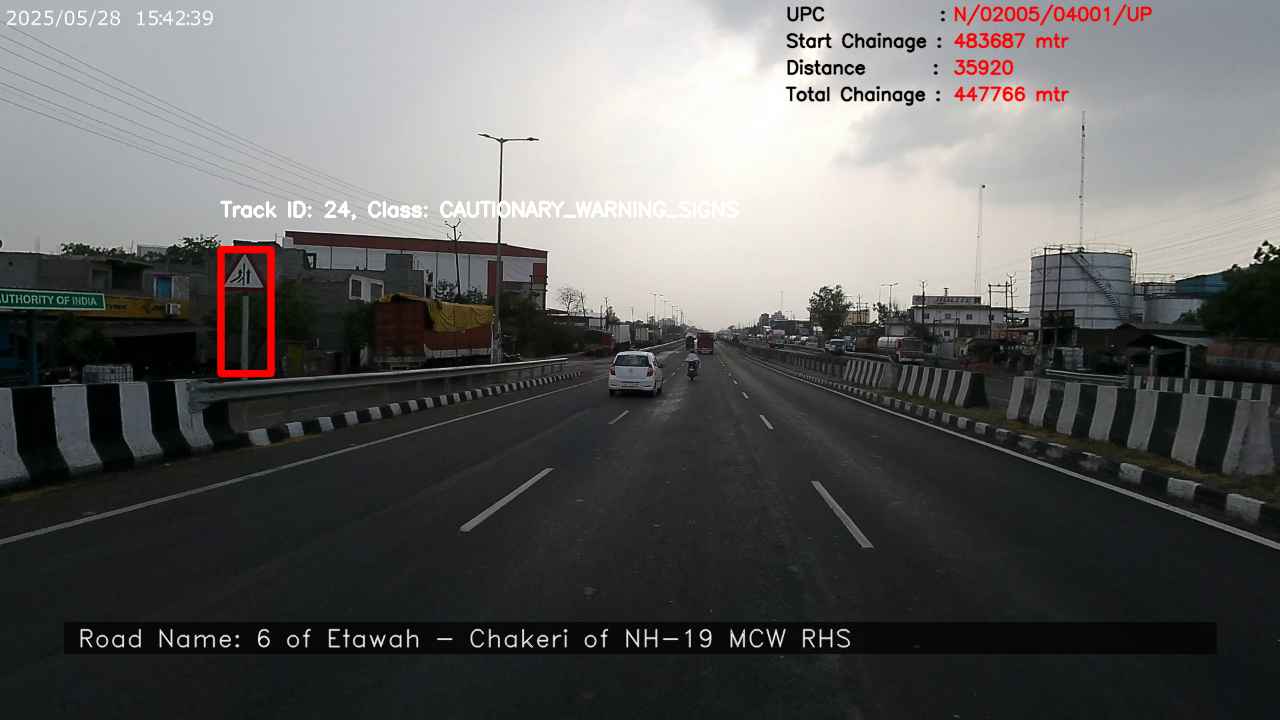 2025/05/28 15:42:39
UPC : N/02005/04001/UP
Start Chainage : 483687 mtr
Distance : 35920
Total Chainage : 447766 mtr
Track ID: 24, Class: CAUTIONARY_WARNING_SIGNS
AUTHORITY OF INDIA
Road Name: 6 of Etawah - Chakeri of NH-19 MCW RHS